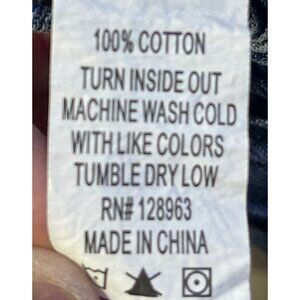 100% COTTON
TURN INSIDE OUT
MACHINE WASH COLD
WITH LIKE COLORS
TUMBLE DRY LOW
RN# 128963
MADE IN CHINA